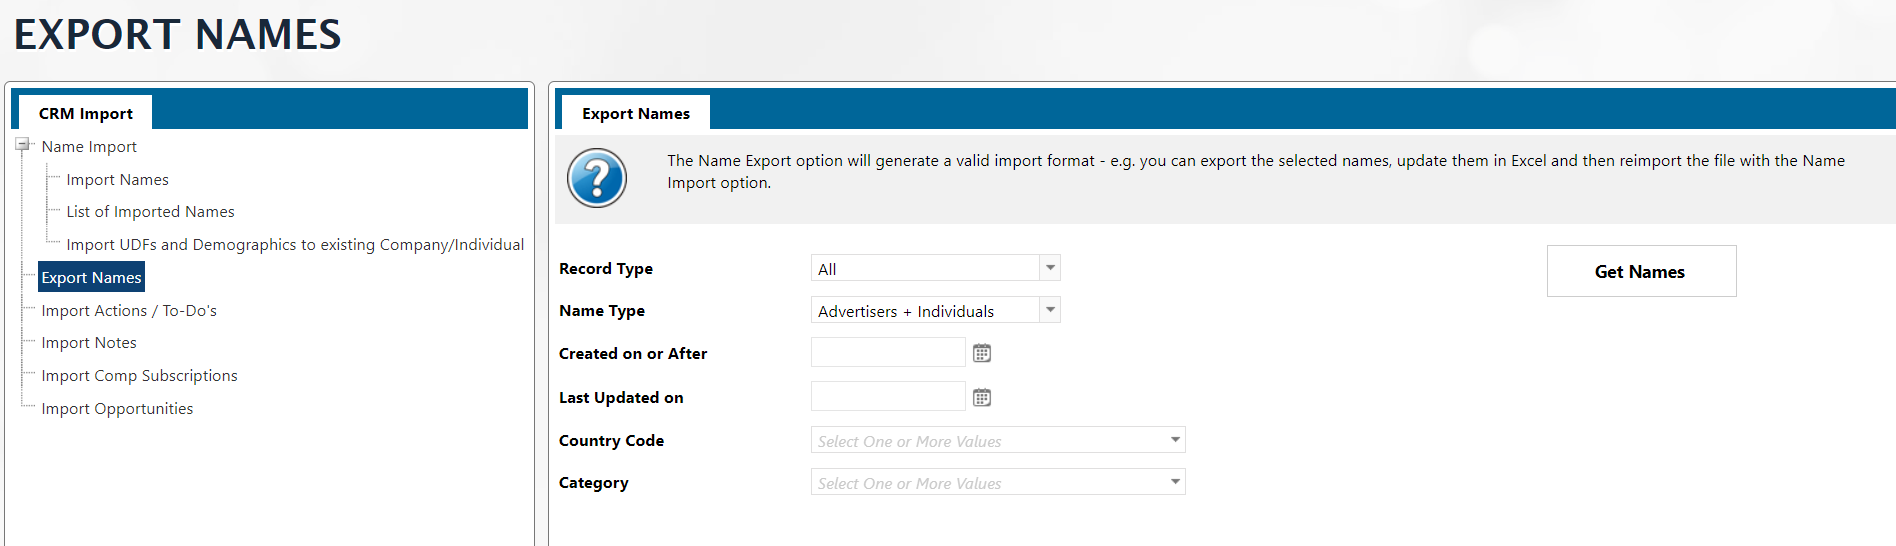 EXPORT NAMES
CRM Import
Name Import
Import Names
List of Imported Names
Import UDFs and Demographics to existing Company/Individual
Export Names
Import Actions / To-Do's
Import Notes
Import Comp Subscriptions
Import Opportunities
Export Names
The Name Export option will generate a valid import format - e.g. you can export the selected names, update them in Excel and then reimport the file with the Name
Import option.
Record Type All
Get Names
Name Type Advertisers + Individuals
Created on or After
Last Updated on
Country Code Select One or More Values
Category Select One or More Values